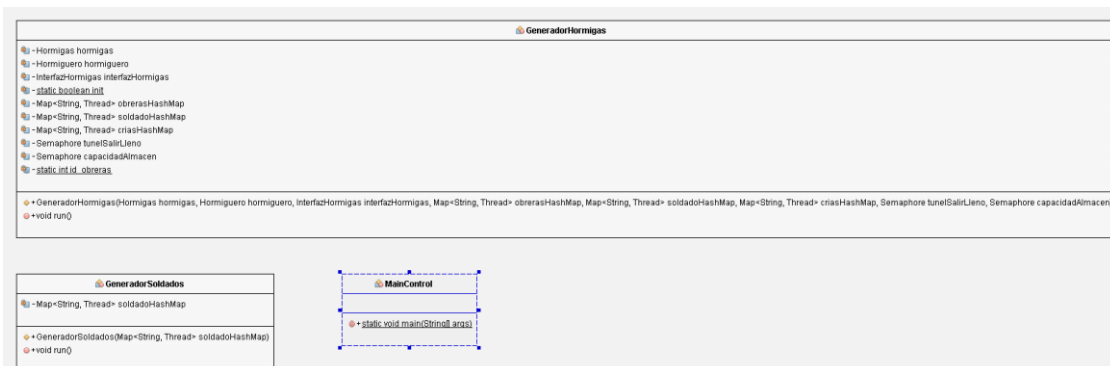 GeneradorHormigas
-Hormigas hormigas
-Hormiguero hormiguero
-InterfazHormigas interfazHormigas
-static boolean init
-Map<String, Thread> obrerasHashMap
-Map<String, Thread> soldadoHashMap
-Map<String, Thread> criasHashMap
-Semaphore tunelSalirLleno
-Semaphore capacidadAlmacen
-static int id_obreras
+GeneradorHormigas(Hormigas hormigas, Hormiguero hormiguero, InterfazHormigas interfazHormigas, Map<String, Thread> obrerasHashMap, Map<String, Thread> soldadoHashMap, Map<String, Thread> criasHashMap, Semaphore tunelSalirLleno, Semaphore capacidadAlmacen)
+void run()
GeneradorSoldados
-Map<String, Thread> soldadoHashMap
+GeneradorSoldados(Map<String, Thread> soldadoHashMap)
+void run()
MainControl
+static void main(String[] args)